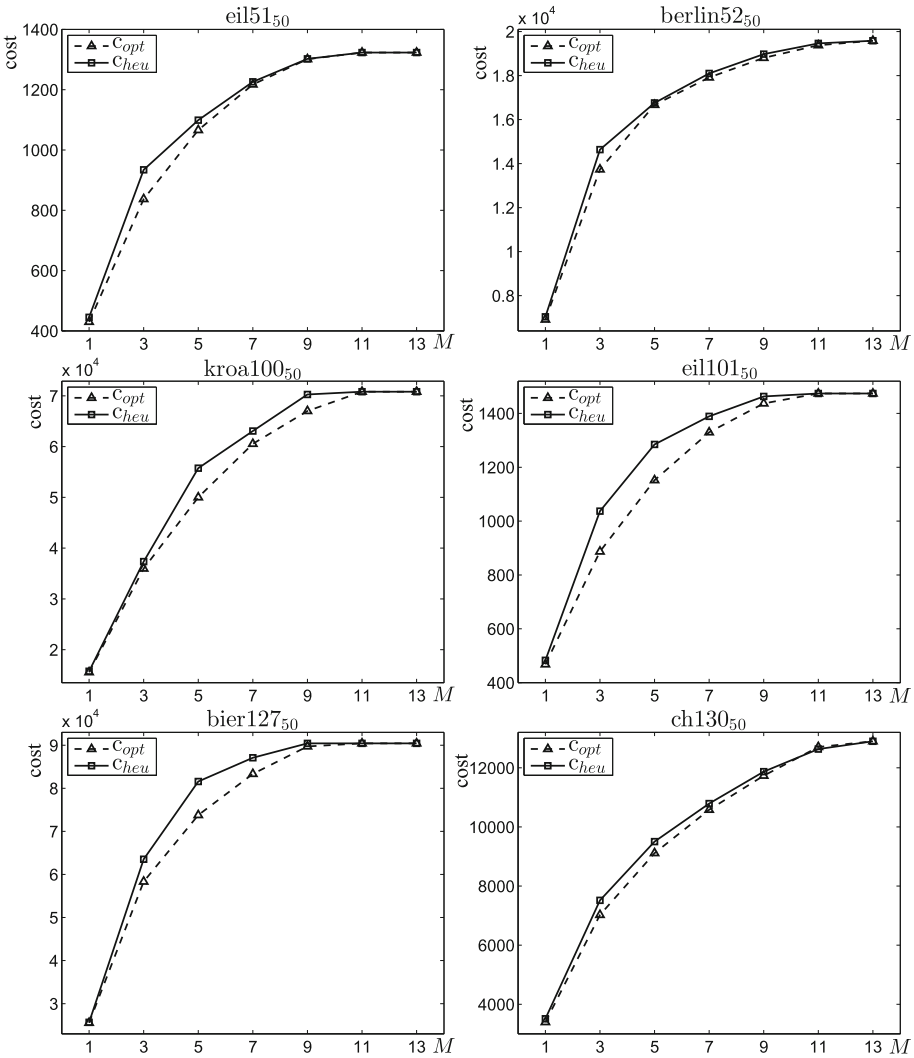 eil51₅₀
cost
1400
1200
1000
800
600
400
c_opt
c_heu
1 3 5 7 9 11 13 M
berlin52₅₀
x 10⁴
cost
2
1.8
1.6
1.4
1.2
1
0.8
c_opt
c_heu
1 3 5 7 9 11 13 M
kroa100₅₀
x 10⁴
cost
7
6
5
4
3
2
c_opt
c_heu
1 3 5 7 9 11 13 M
eil101₅₀
cost
1400
1200
1000
800
600
400
c_opt
c_heu
1 3 5 7 9 11 13 M
bier127₅₀
x 10⁴
cost
9
8
7
6
5
4
3
c_opt
c_heu
1 3 5 7 9 11 13 M
ch130₅₀
cost
12000
10000
8000
6000
4000
c_opt
c_heu
1 3 5 7 9 11 13 M